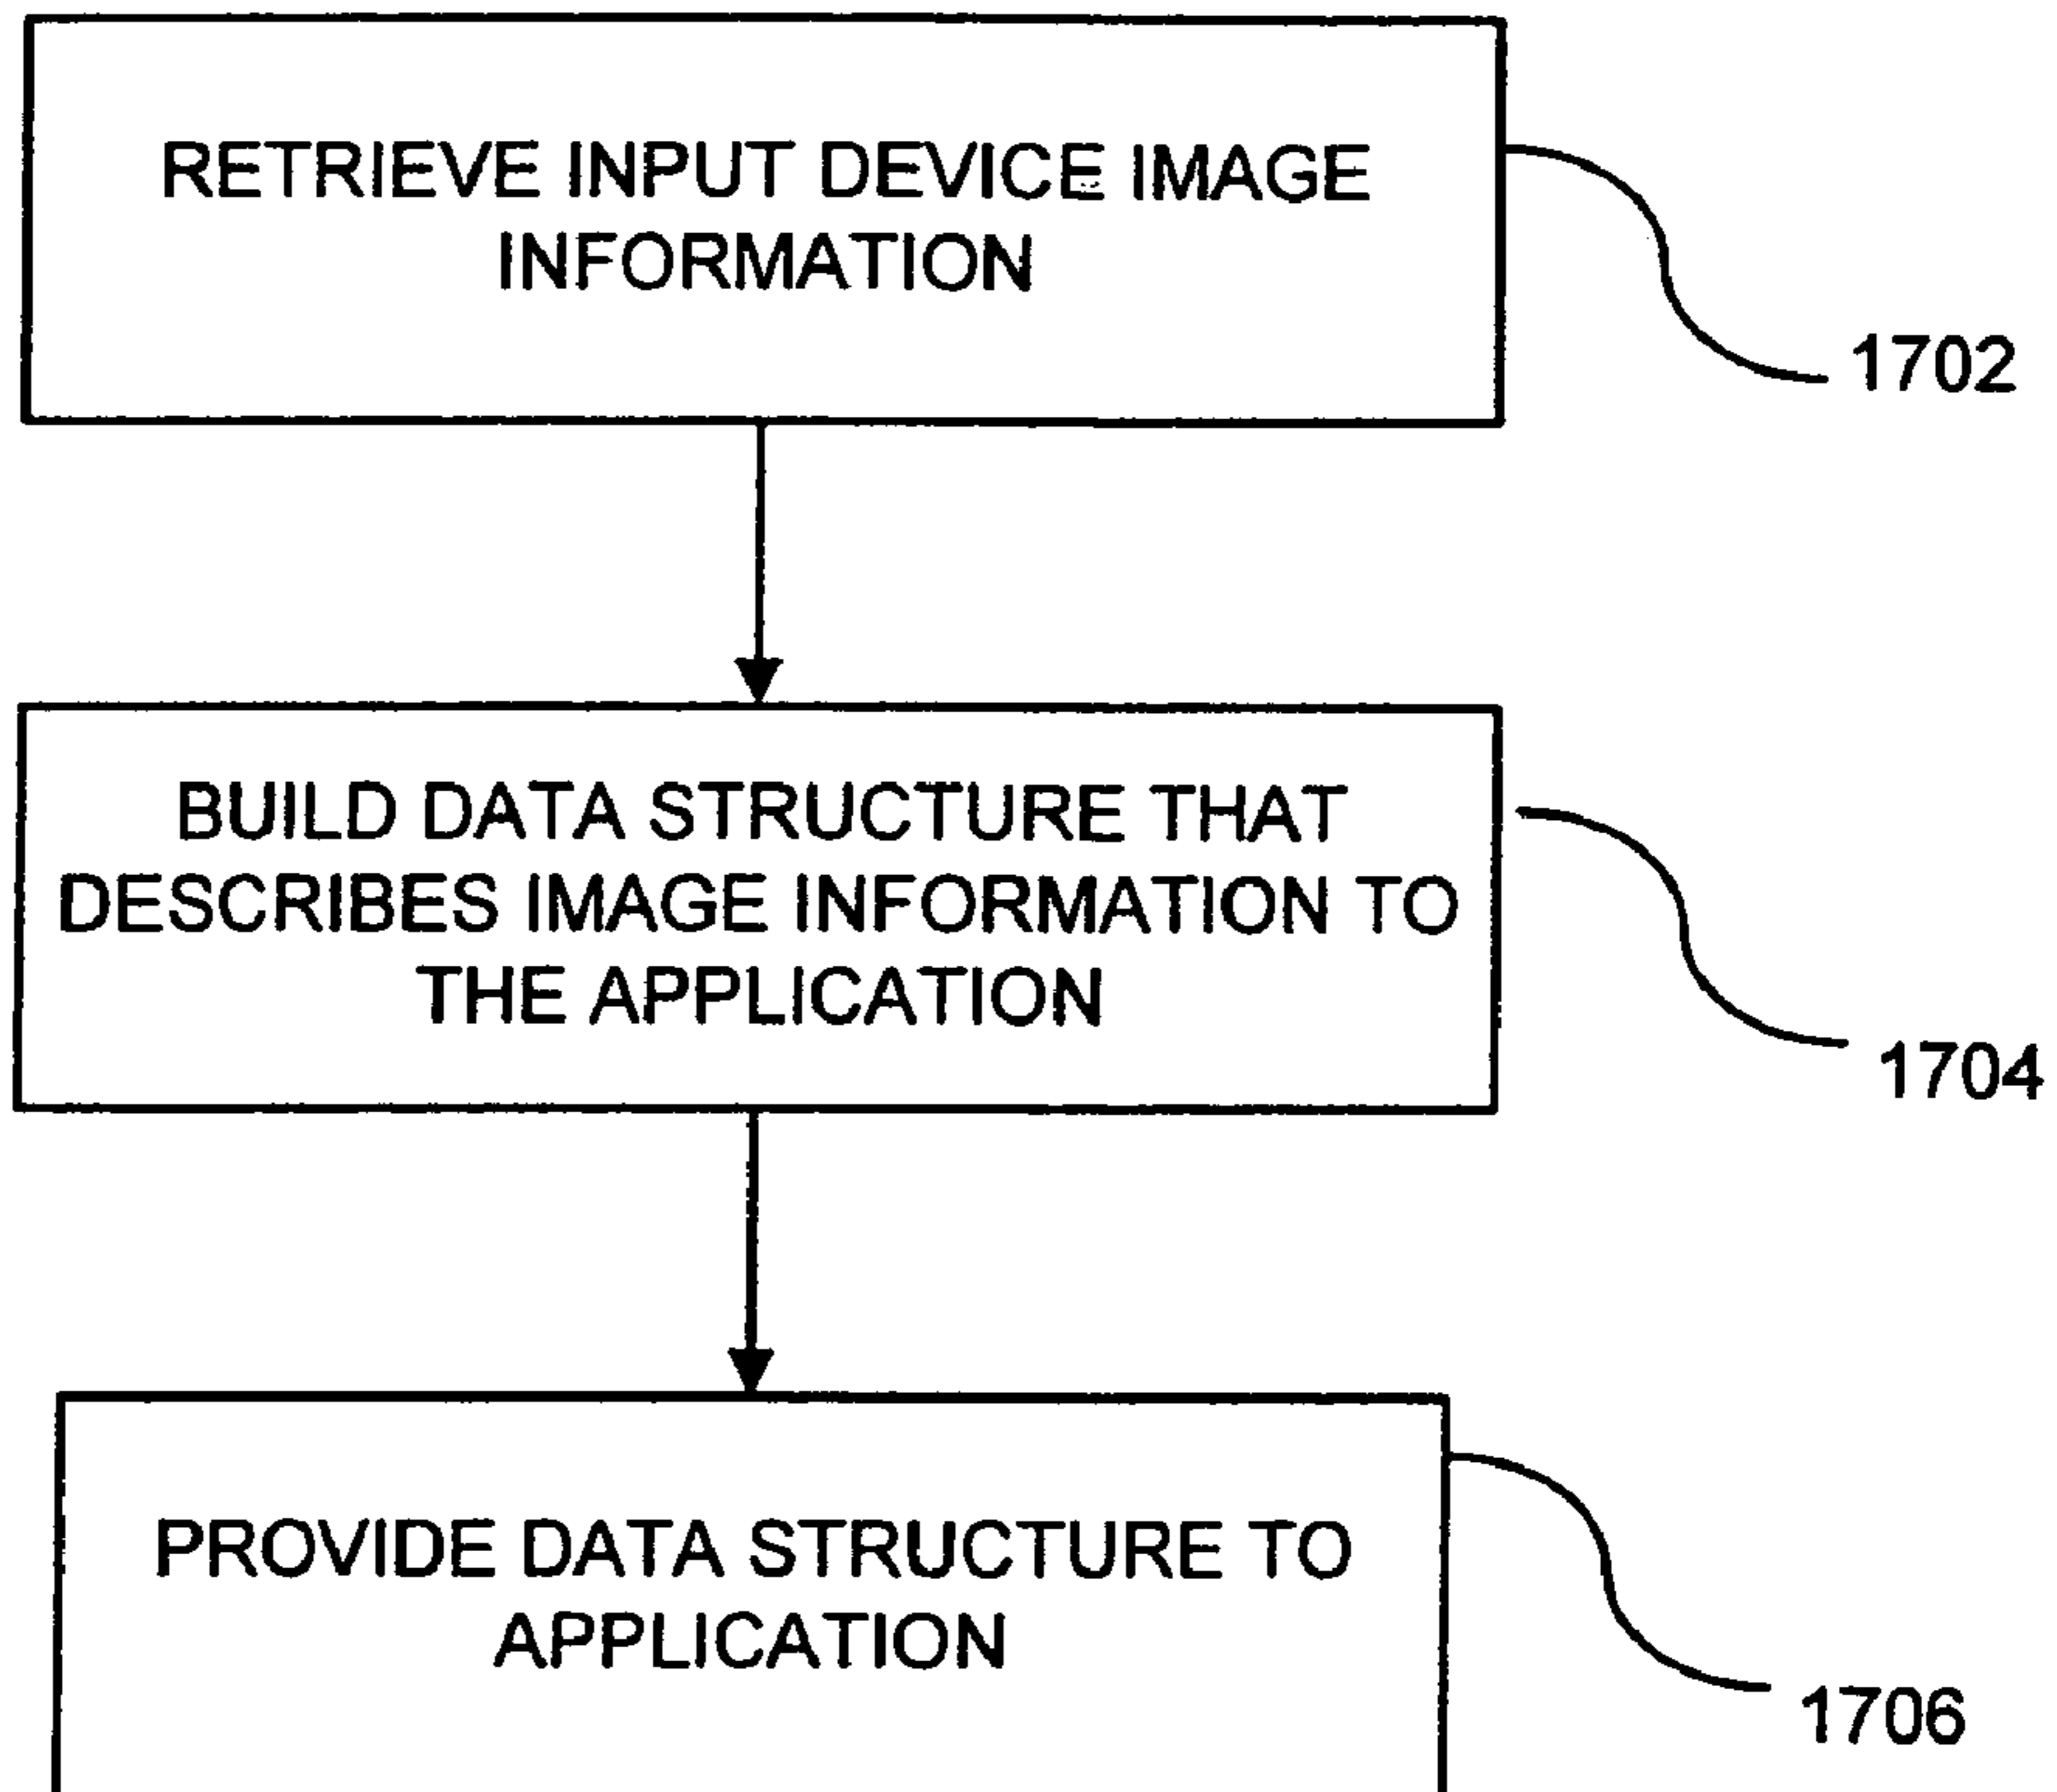 RETRIEVE INPUT DEVICE IMAGE
INFORMATION
1702
BUILD DATA STRUCTURE THAT
DESCRIBES IMAGE INFORMATION TO
THE APPLICATION
1704
PROVIDE DATA STRUCTURE TO
APPLICATION
1706